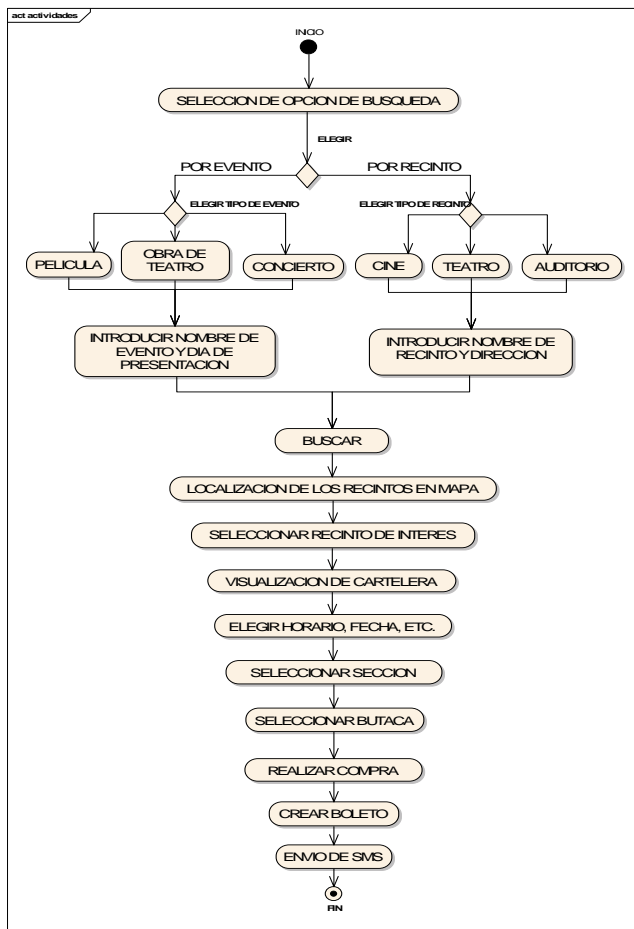 act actividades
INICIO
SELECCION DE OPCION DE BUSQUEDA
ELEGIR
POR EVENTO
POR RECINTO
ELEGIR TIPO DE EVENTO
ELEGIR TIPO DE RECINTO
PELICULA
OBRA DE
TEATRO
CONCIERTO
CINE
TEATRO
AUDITORIO
INTRODUCIR NOMBRE DE
EVENTO Y DIA DE
PRESENTACION
INTRODUCIR NOMBRE DE
RECINTO Y DIRECCION
BUSCAR
LOCALIZACION DE LOS RECINTOS EN MAPA
SELECCIONAR RECINTO DE INTERES
VISUALIZACION DE CARTELERA
ELEGIR HORARIO, FECHA, ETC.
SELECCIONAR SECCION
SELECCIONAR BUTACA
REALIZAR COMPRA
CREAR BOLETO
ENVIO DE SMS
FIN